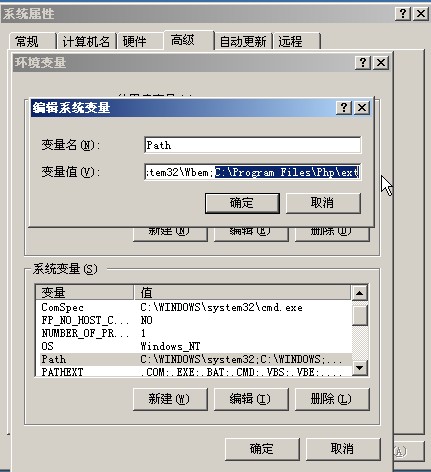 系统属性
常规 计算机名 硬件 高级 自动更新 远程
环境变量
编辑系统变量
变量名(N): Path
变量值(V): tem32\Wbem;C:\Program Files\Php\ext
确定 取消
新建(N) 编辑(E) 删除(D)
系统变量(S)
变量 值
ComSpec C:\WINDOWS\system32\cmd.exe
FP_NO_HOST_C... NO
NUMBER_OF_PR... 1
OS Windows_NT
Path C:\WINDOWS\system32;C:\WINDOWS;...
PATHEXT .COM;.EXE;.BAT;.CMD;.VBS;.VBE;....
新建(W) 编辑(I) 删除(L)
确定 取消
(A)